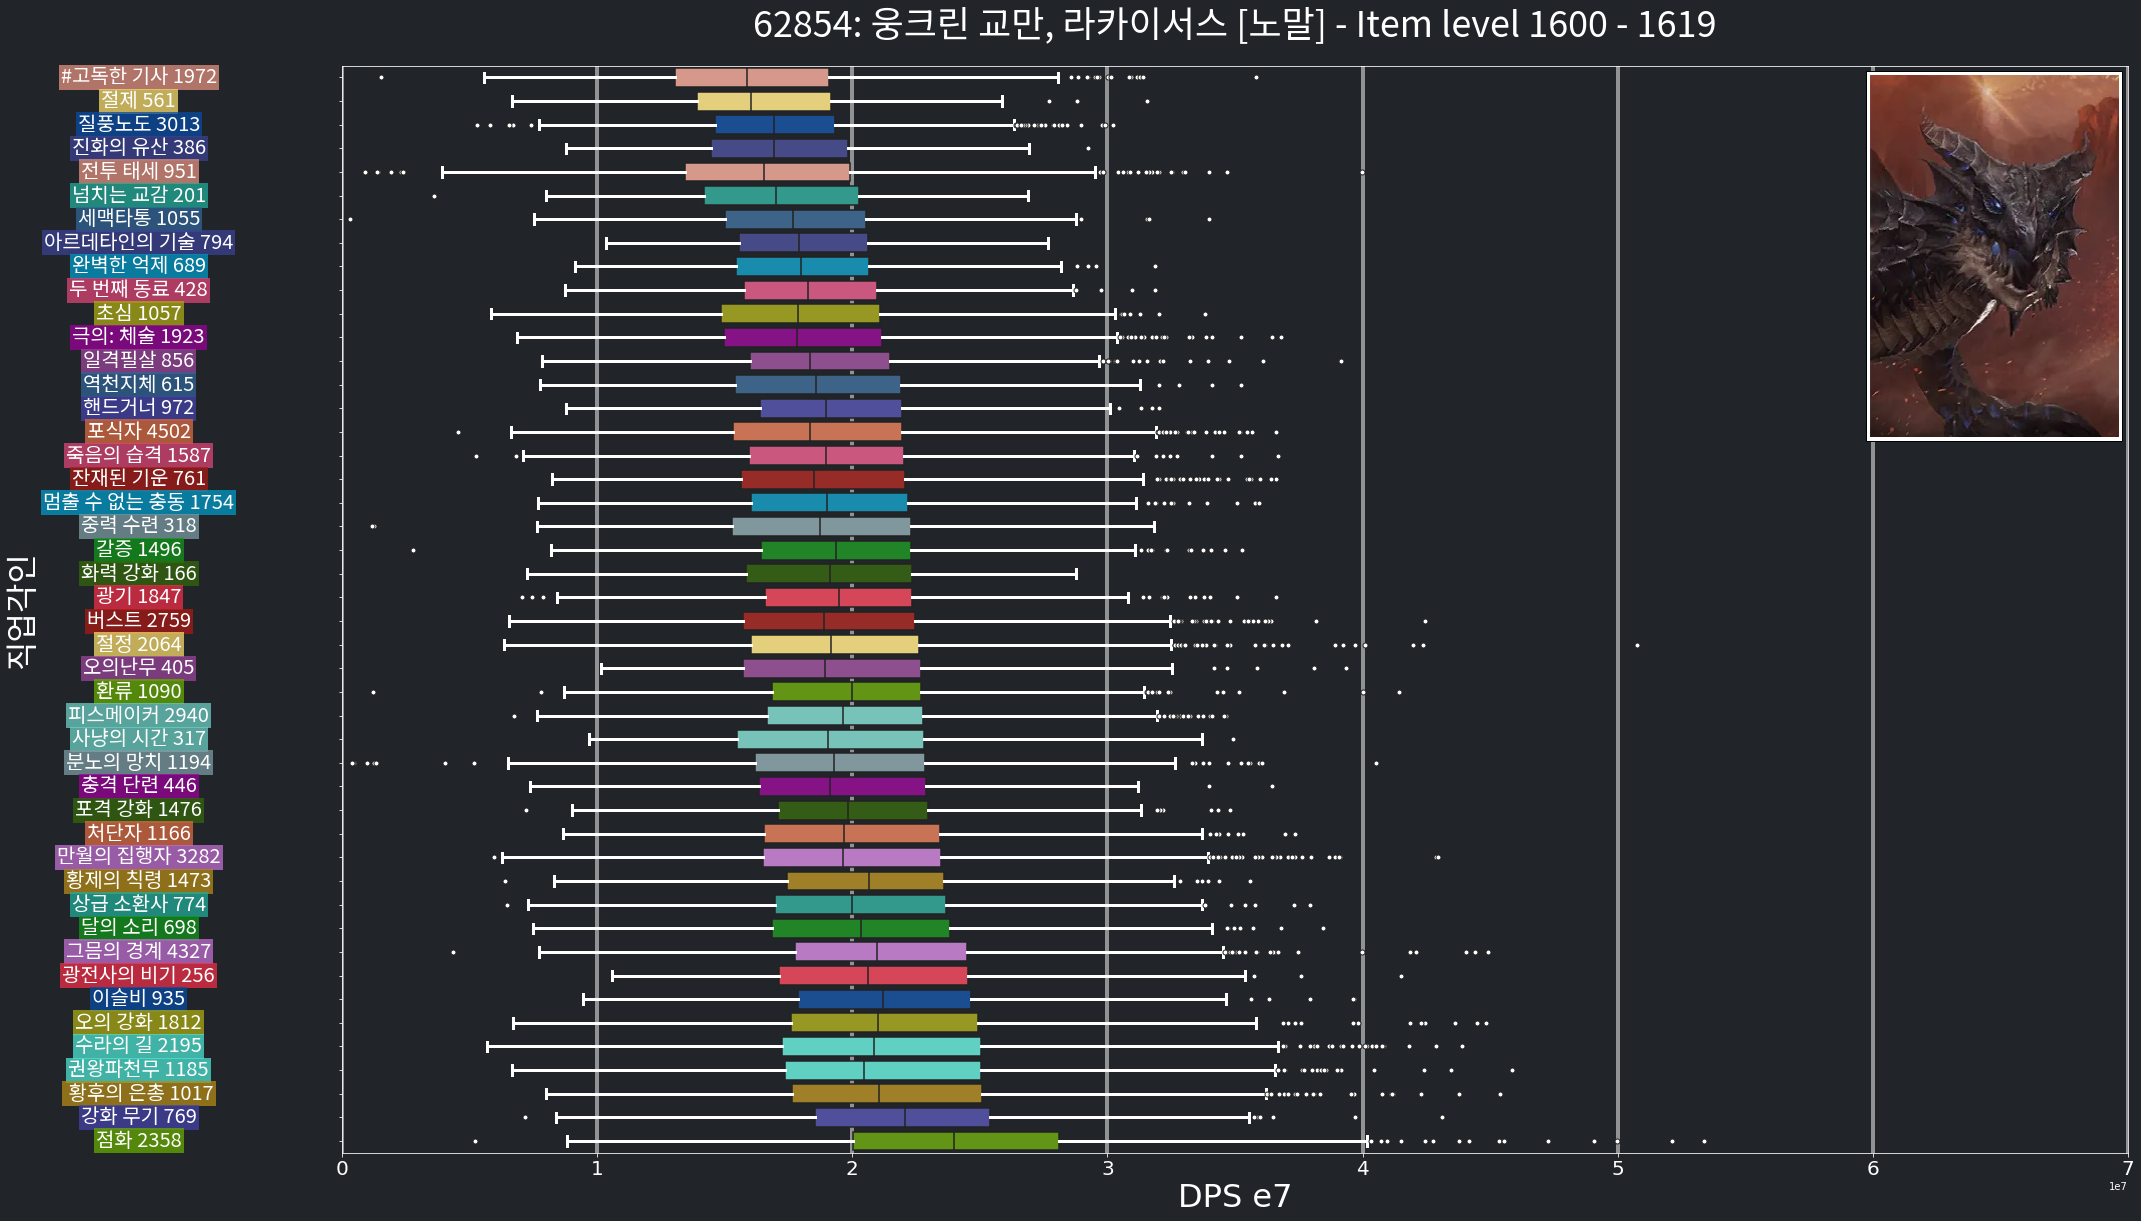 62854: 웅크린 교만, 라카이서스 [노말] - Item level 1600 - 1619
#고독한 기사 1972
절제 561
질풍노도 3013
진화의 유산 386
전투 태세 951
넘치는 교감 201
세맥타통 1055
아르데타인의 기술 794
완벽한 억제 689
두 번째 동료 428
초심 1057
극의: 체술 1923
일격필살 856
역천지체 615
핸드거너 972
포식자 4502
죽음의 습격 1587
잔재된 기운 761
멈출 수 없는 충동 1754
중력 수련 318
갈증 1496
화력 강화 166
광기 1847
버스트 2759
절정 2064
오의난무 405
환류 1090
피스메이커 2940
사냥의 시간 317
분노의 망치 1194
충격 단련 446
포격 강화 1476
처단자 1166
만월의 집행자 3282
황제의 칙령 1473
상급 소환사 774
달의 소리 698
그믐의 경계 4327
광전사의 비기 256
이슬비 935
오의 강화 1812
수라의 길 2195
권왕파천무 1185
황후의 은총 1017
강화 무기 769
점화 2358
직업각인
0 1 2 3 4 5 6 7
DPS e7
1e7